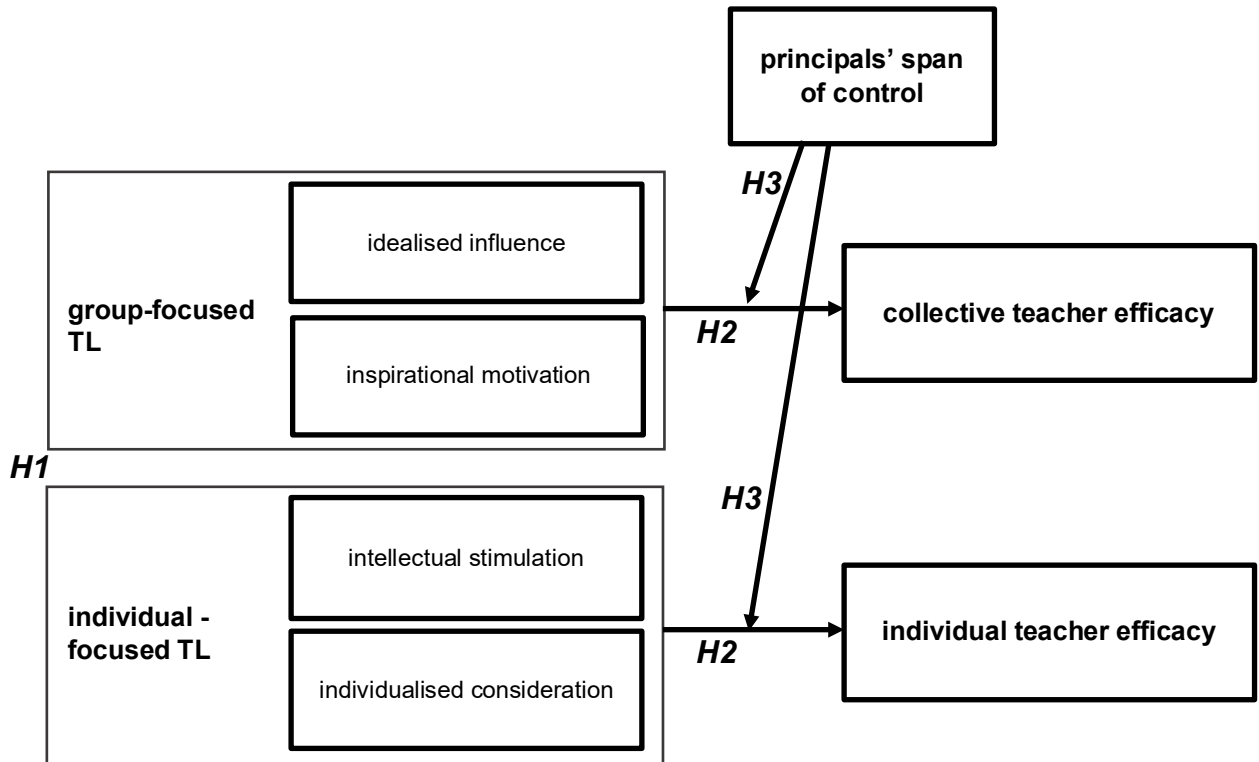 principals’ span
of control
H3
idealised influence
group-focused
TL
inspirational motivation
H2
collective teacher efficacy
H1
H3
intellectual stimulation
individual -
focused TL
individualised consideration
H2
individual teacher efficacy